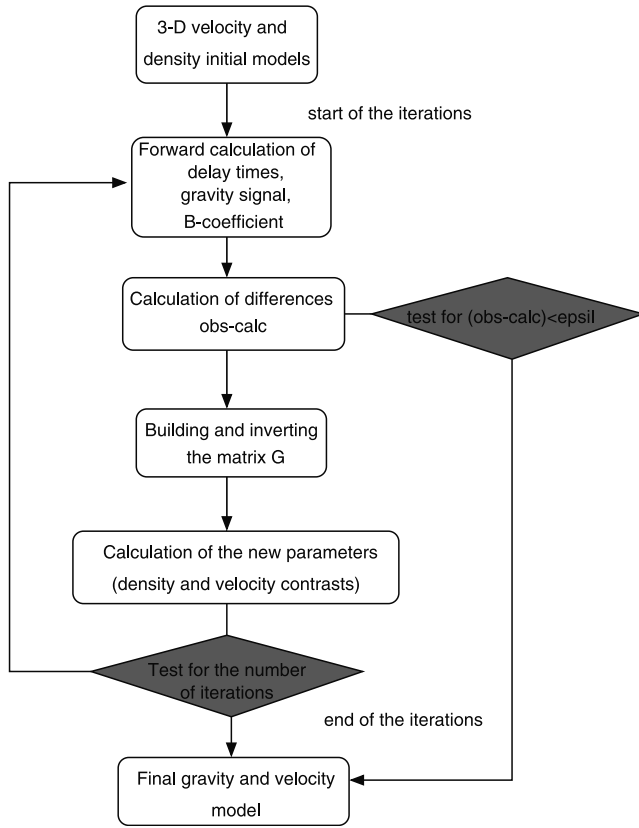 3-D velocity and
density initial models
start of the iterations
Forward calculation of
delay times,
gravity signal,
B-coefficient
Calculation of differences
obs-calc
test for (obs-calc)<epsil
Building and inverting
the matrix G
Calculation of the new parameters
(density and velocity contrasts)
Test for the number
of iterations
end of the iterations
Final gravity and velocity
model